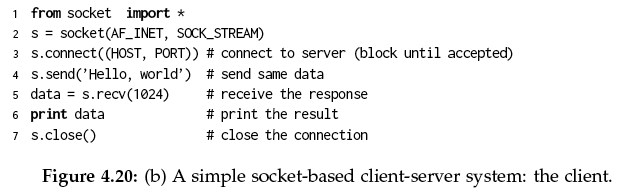 1 from socket import *
2 s = socket(AF_INET, SOCK_STREAM)
3 s.connect((HOST, PORT)) # connect to server (block until accepted)
4 s.send('Hello, world') # send same data
5 data = s.recv(1024) # receive the response
6 print data # print the result
7 s.close() # close the connection
Figure 4.20: (b) A simple socket-based client-server system: the client.